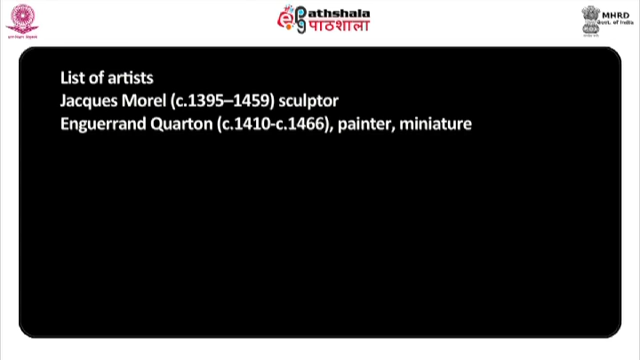 Pathshala
पाठशाला
MHRD
Govt. of India
List of artists
Jacques Morel (c.1395–1459) sculptor
Enguerrand Quarton (c.1410-c.1466), painter, miniature